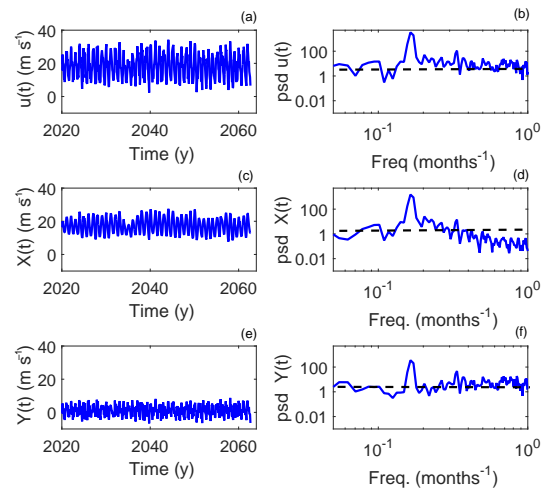 (a)
40
20
0
u(t) (m s⁻¹)
2020 2040 2060
Time (y)
(b)
100
1
0.01
psd u(t)
10⁻¹ 10⁰
Freq (months⁻¹)
(c)
40
20
0
X(t) (m s⁻¹)
2020 2040 2060
Time (y)
(d)
100
1
0.01
psd X(t)
10⁻¹ 10⁰
Freq. (months⁻¹)
(e)
40
20
0
Y(t) (m s⁻¹)
2020 2040 2060
Time (y)
(f)
100
1
0.01
psd Y(t)
10⁻¹ 10⁰
Freq. (months⁻¹)